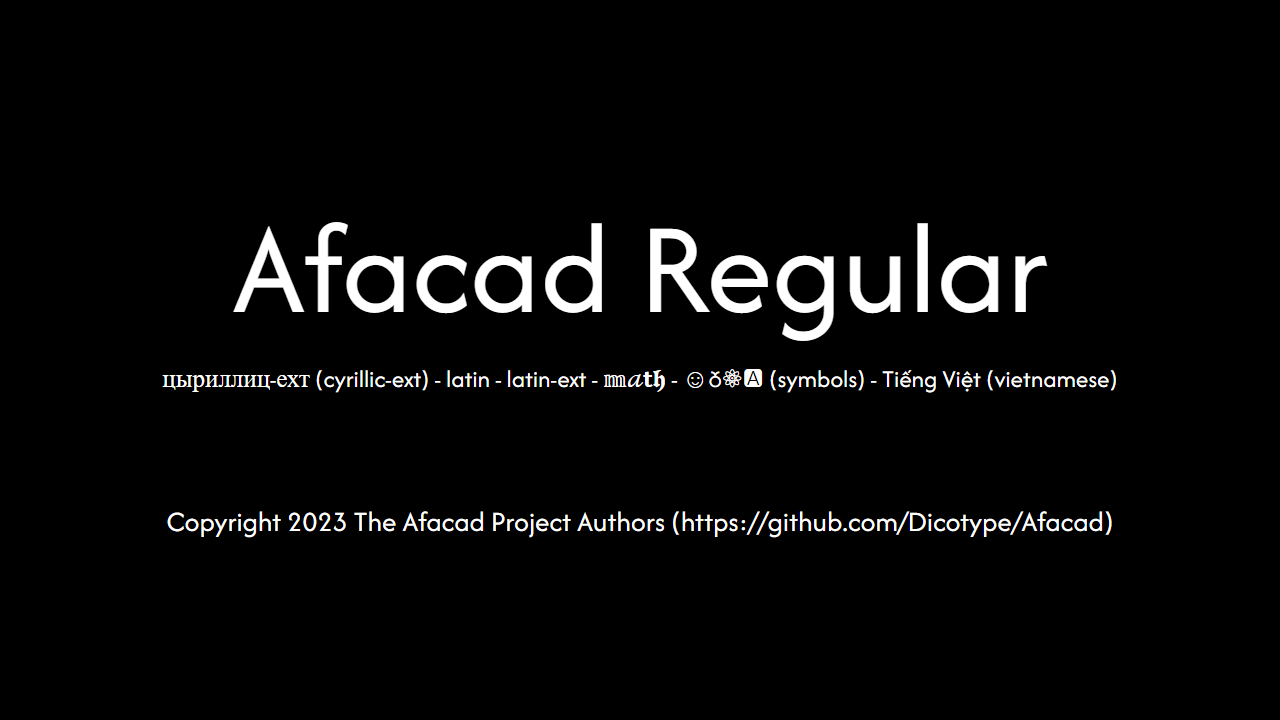 Afacad Regular
цыриллиц-ехт (cyrillic-ext) - latin - latin-ext - 𝕞𝒶𝐭𝖍 - ☺ð⚛🅰 (symbols) - Tiếng Việt (vietnamese)
Copyright 2023 The Afacad Project Authors (https://github.com/Dicotype/Afacad)